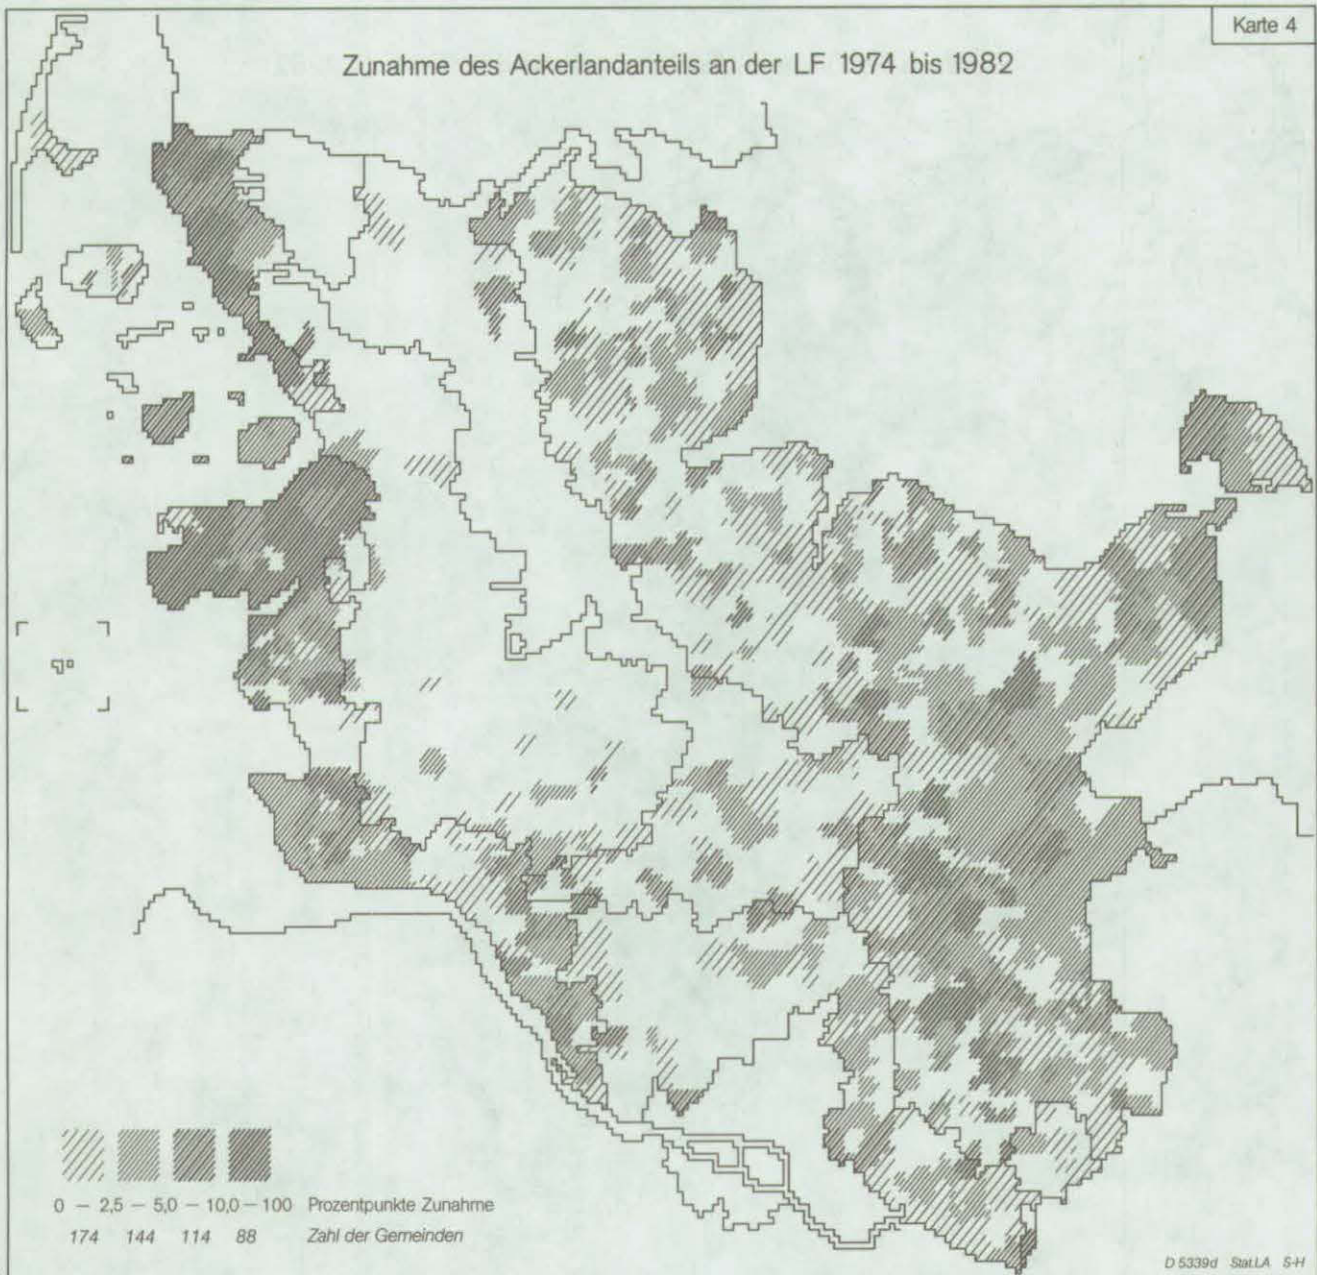 Karte 4
Zunahme des Ackerlandanteils an der LF 1974 bis 1982
0 – 2,5 – 5,0 – 10,0 – 100 Prozentpunkte Zunahme
174 144 114 88 Zahl der Gemeinden
D 5339d Stat.LA S-H